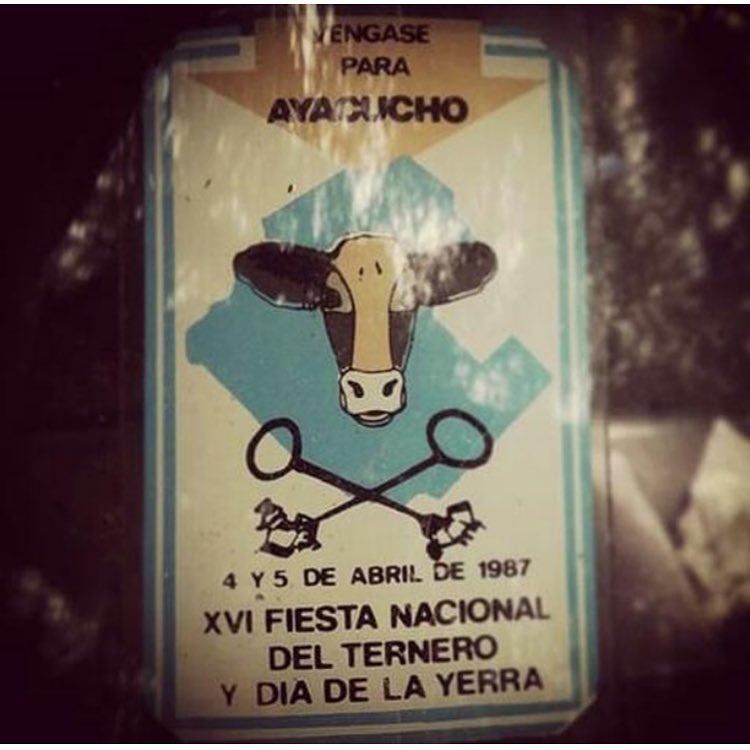 VENGASE
PARA
AYACUCHO
4 Y 5 DE ABRIL DE 1987
XVI FIESTA NACIONAL
DEL TERNERO
Y DIA DE LA YERRA